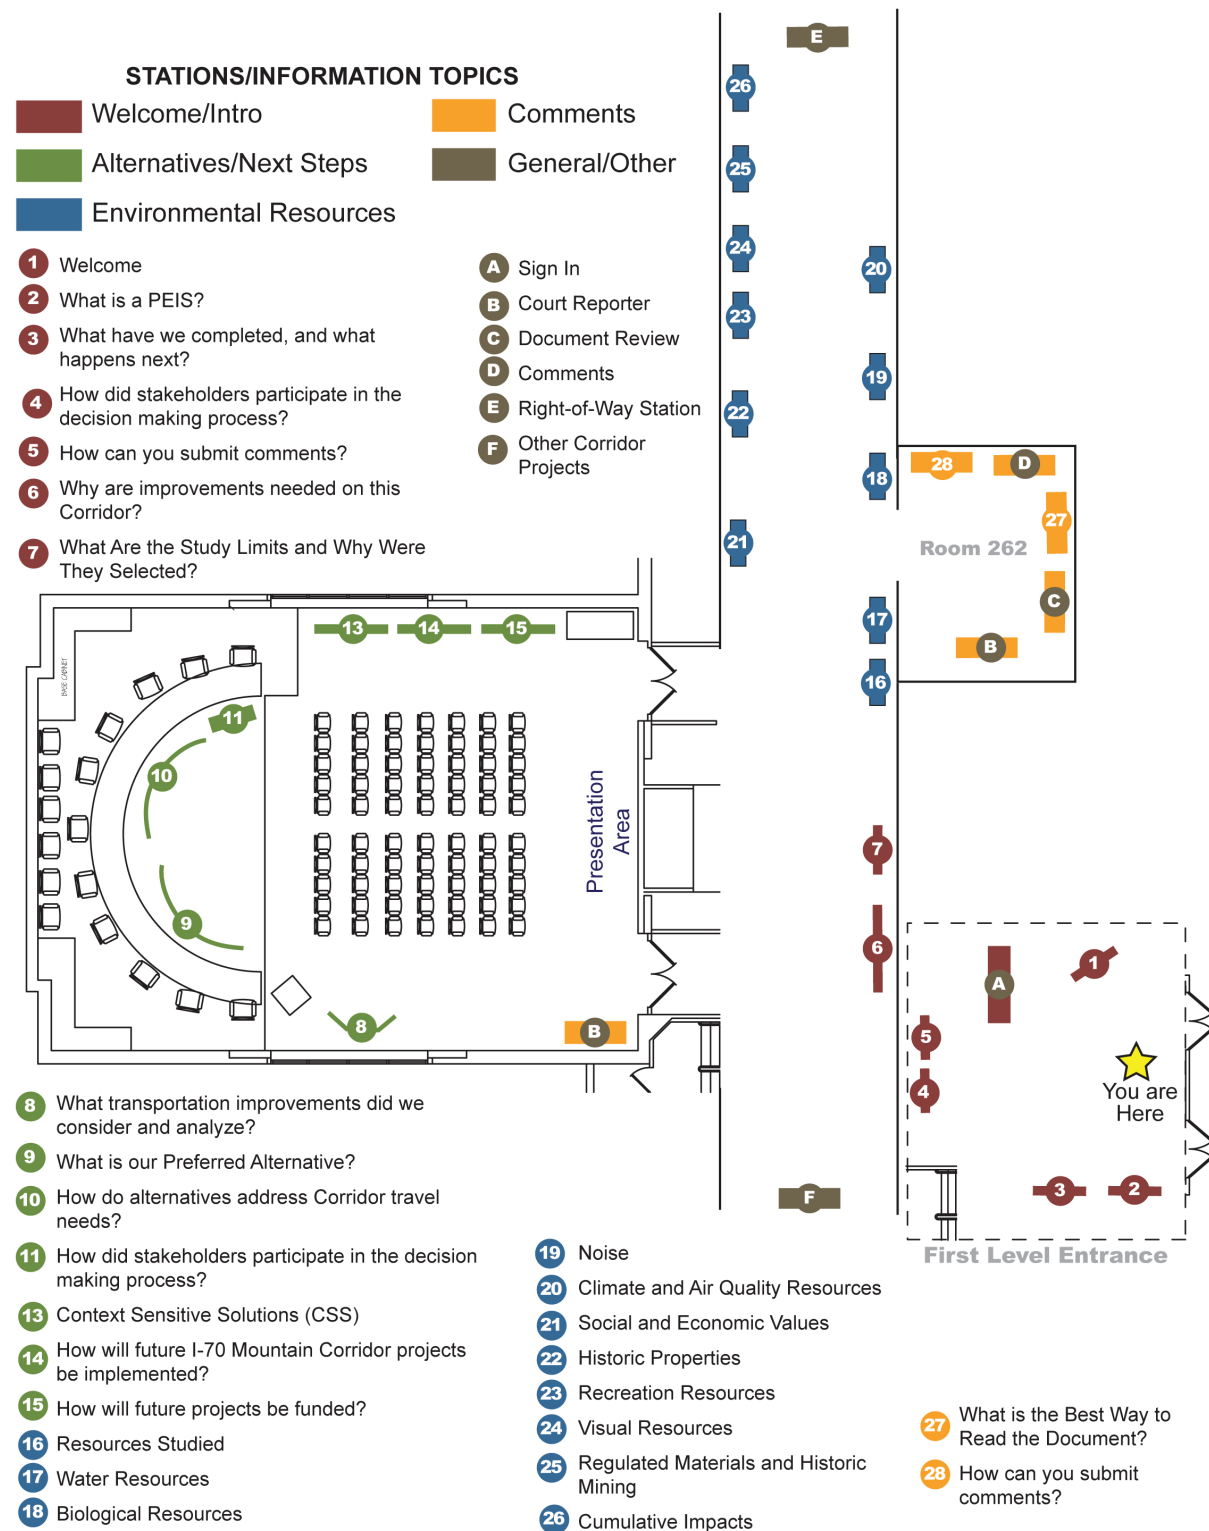 STATIONS/INFORMATION TOPICS
Welcome/Intro
Alternatives/Next Steps
Environmental Resources
Comments
General/Other
1 Welcome
2 What is a PEIS?
3 What have we completed, and what
happens next?
4 How did stakeholders participate in the
decision making process?
5 How can you submit comments?
6 Why are improvements needed on this
Corridor?
7 What Are the Study Limits and Why Were
They Selected?
A Sign In
B Court Reporter
C Document Review
D Comments
E Right-of-Way Station
F Other Corridor
Projects
E
26
25
24
23
22
21
20
19
18
17
16
28
D
27
Room 262
C
B
13
14
15
BASE CABINET
11
10
9
8
B
Presentation
Area
7
6
A
1
5
4
You are
Here
3
2
F
First Level Entrance
8 What transportation improvements did we
consider and analyze?
9 What is our Preferred Alternative?
10 How do alternatives address Corridor travel
needs?
11 How did stakeholders participate in the decision
making process?
13 Context Sensitive Solutions (CSS)
14 How will future I-70 Mountain Corridor projects
be implemented?
15 How will future projects be funded?
16 Resources Studied
17 Water Resources
18 Biological Resources
19 Noise
20 Climate and Air Quality Resources
21 Social and Economic Values
22 Historic Properties
23 Recreation Resources
24 Visual Resources
25 Regulated Materials and Historic
Mining
26 Cumulative Impacts
27 What is the Best Way to
Read the Document?
28 How can you submit
comments?